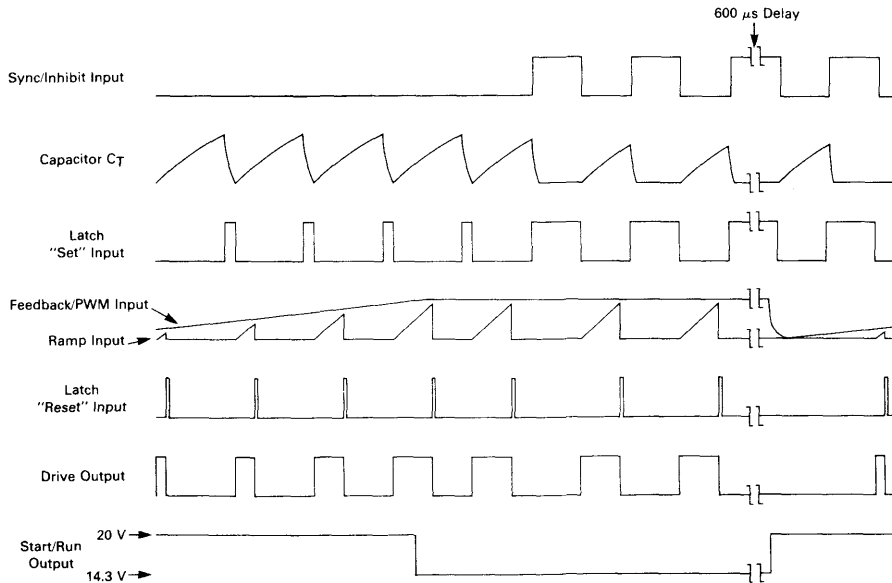 600 μs Delay
Sync/Inhibit Input
Capacitor CT
Latch
"Set" Input
Feedback/PWM Input
Ramp Input
Latch
"Reset" Input
Drive Output
20 V
Start/Run
Output
14.3 V